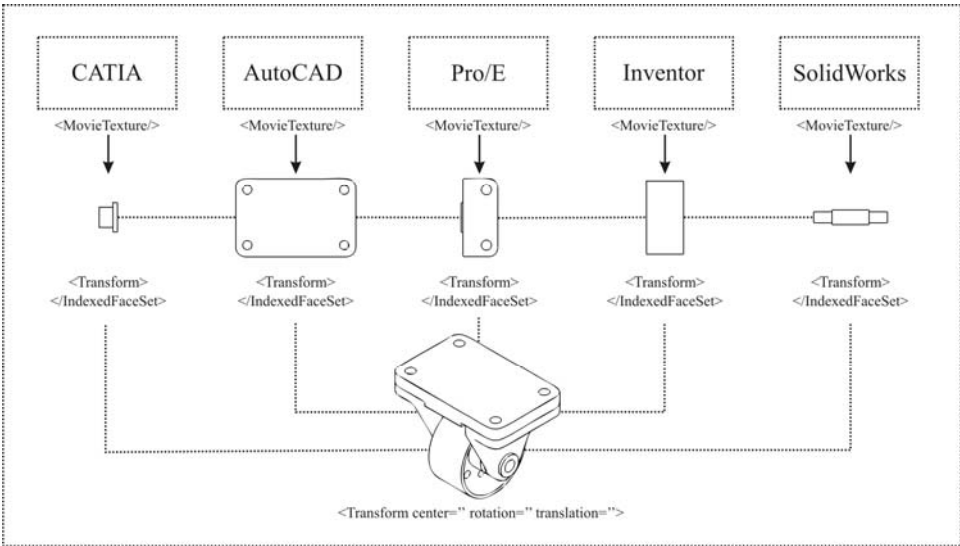 CATIA
AutoCAD
Pro/E
Inventor
SolidWorks
<MovieTexture/>
<MovieTexture/>
<MovieTexture/>
<MovieTexture/>
<MovieTexture/>
<Transform>
</IndexedFaceSet>
<Transform>
</IndexedFaceSet>
<Transform>
</IndexedFaceSet>
<Transform>
</IndexedFaceSet>
<Transform>
</IndexedFaceSet>
<Transform center=” rotation=” translation=”>